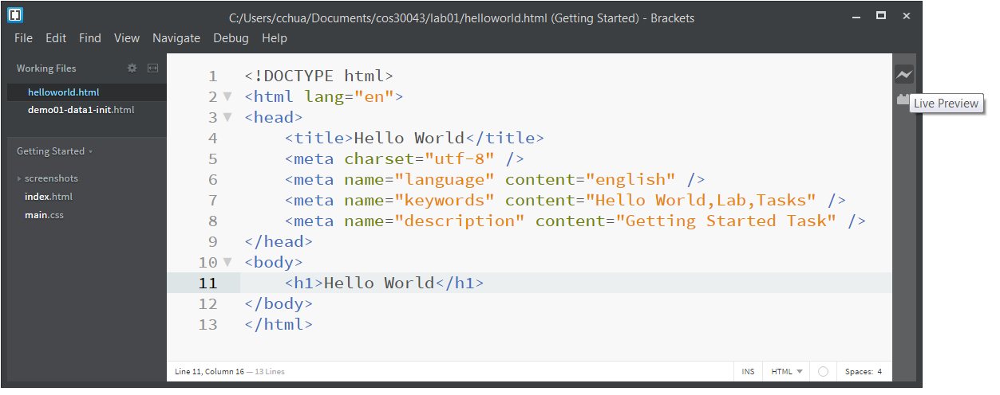 C:/Users/cchua/Documents/cos30043/lab01/helloworld.html (Getting Started) - Brackets
File Edit Find View Navigate Debug Help
Working Files
helloworld.html
demo01-data1-init.html
Getting Started
screenshots
index.html
main.css
1 <!DOCTYPE html>
2 <html lang="en">
3 <head>
4 <title>Hello World</title>
5 <meta charset="utf-8" />
6 <meta name="language" content="english" />
7 <meta name="keywords" content="Hello World,Lab,Tasks" />
8 <meta name="description" content="Getting Started Task" />
9 </head>
10 <body>
11 <h1>Hello World</h1>
12 </body>
13 </html>
Live Preview
Line 11, Column 16 — 13 Lines
INS HTML Spaces: 4